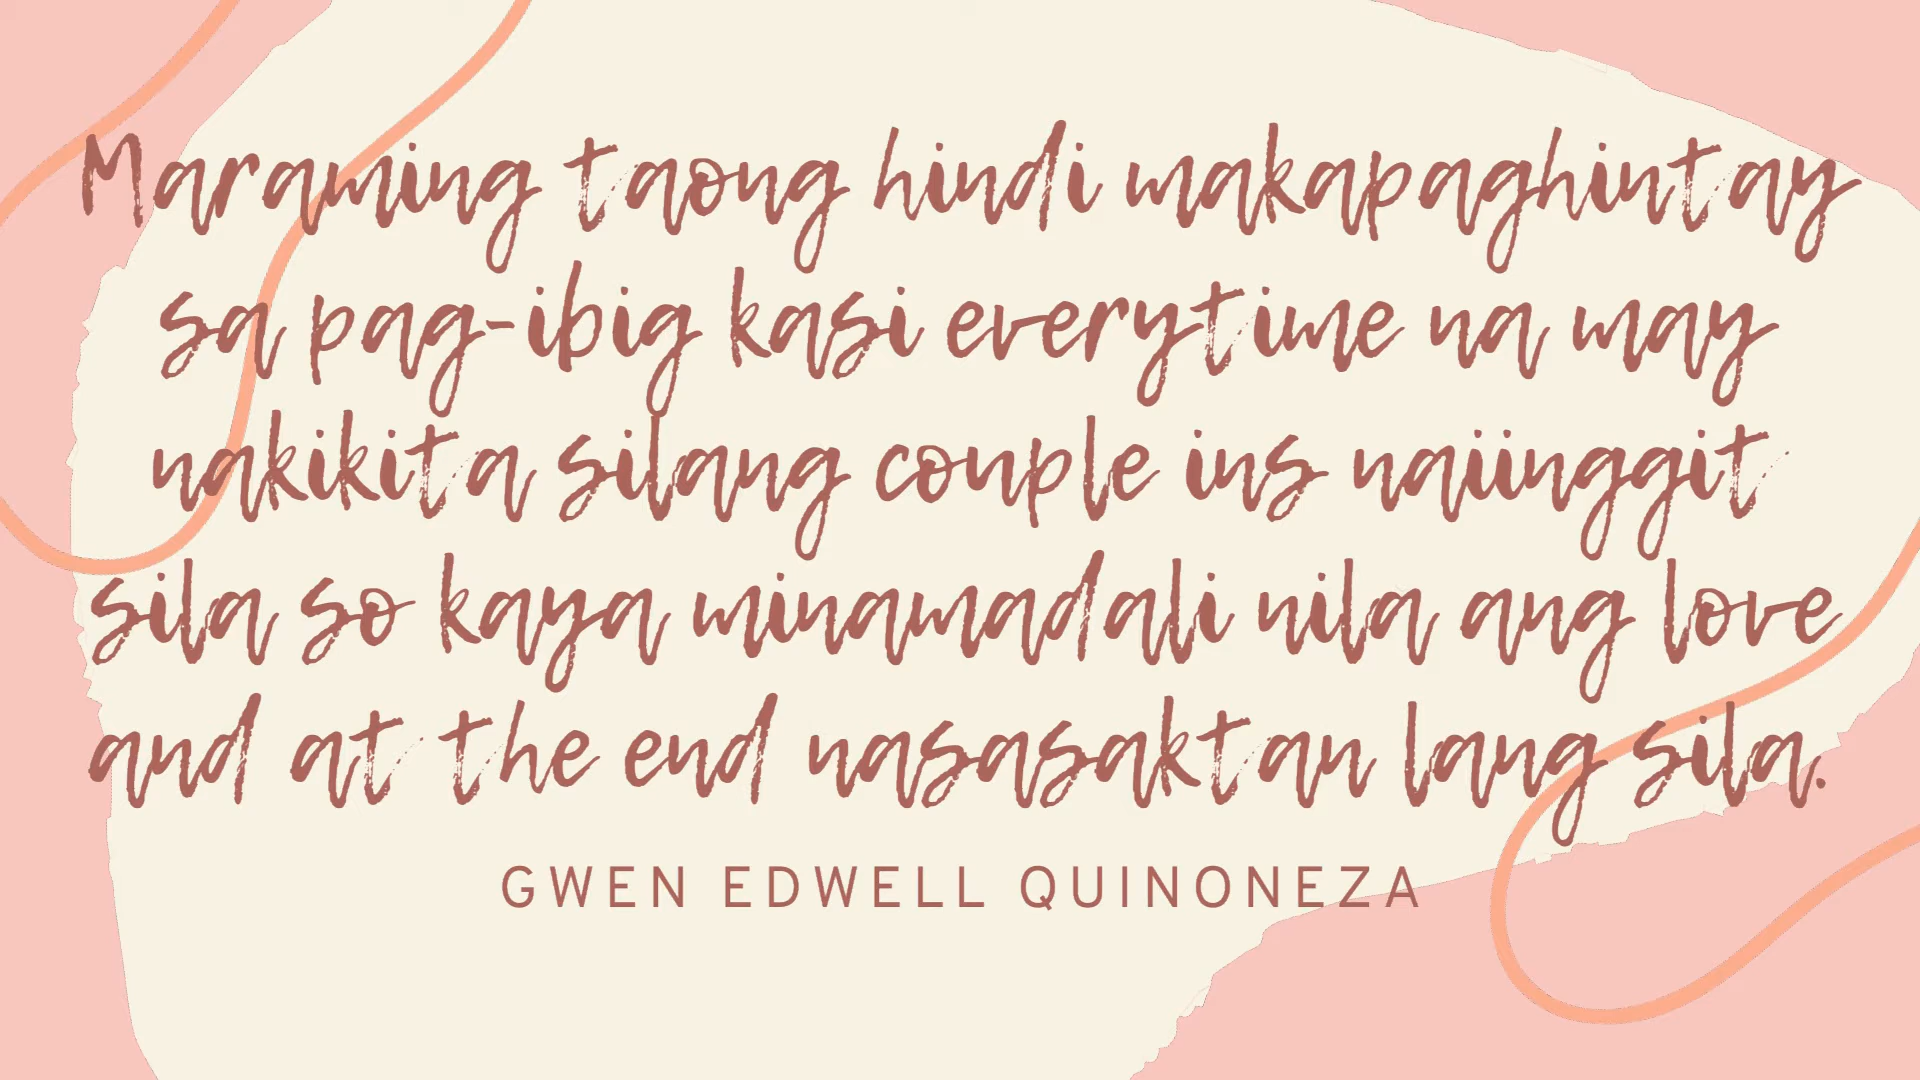 Maraming taong hindi makapaghintay
sa pag-ibig kasi everytime na may
nakikita silang couple ins naiinggit
sila so kaya minamadali nila ang love
and at the end nasasaktan lang sila.
GWEN EDWELL QUINONEZA